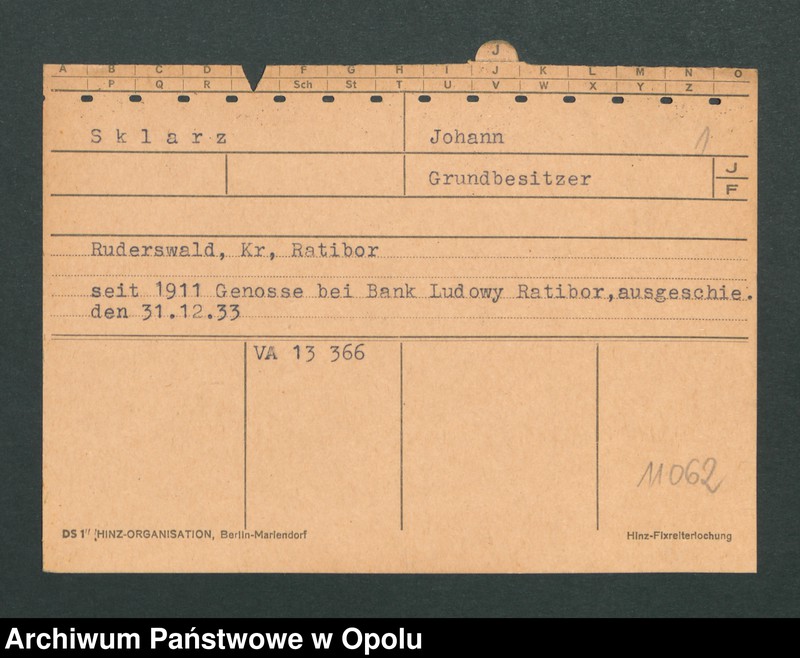 J
A B C D F G H I J K L M N O
P Q R Sch St T U V W X Y Z
S k l a r z Johann 1
Grundbesitzer J
F
Ruderswald, Kr, Ratibor
seit 1911 Genosse bei Bank Ludowy Ratibor,ausgeschie.
den 31.12.33
VA 13 366
11062
DS 1" HINZ-ORGANISATION, Berlin-Mariendorf Hinz-Fixreiterlochung
Archiwum Państwowe w Opolu